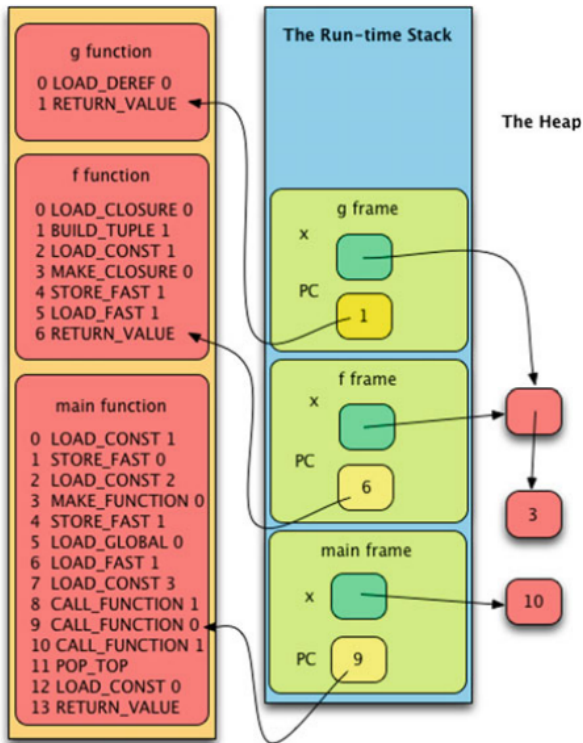 g function
0 LOAD_DEREF 0
1 RETURN_VALUE
f function
0 LOAD_CLOSURE 0
1 BUILD_TUPLE 1
2 LOAD_CONST 1
3 MAKE_CLOSURE 0
4 STORE_FAST 1
5 LOAD_FAST 1
6 RETURN_VALUE
main function
0 LOAD_CONST 1
1 STORE_FAST 0
2 LOAD_CONST 2
3 MAKE_FUNCTION 0
4 STORE_FAST 1
5 LOAD_GLOBAL 0
6 LOAD_FAST 1
7 LOAD_CONST 3
8 CALL_FUNCTION 1
9 CALL_FUNCTION 0
10 CALL_FUNCTION 1
11 POP_TOP
12 LOAD_CONST 0
13 RETURN_VALUE
The Run-time Stack
g frame
x
PC
1
f frame
x
PC
6
main frame
x
PC
9
The Heap
3
10